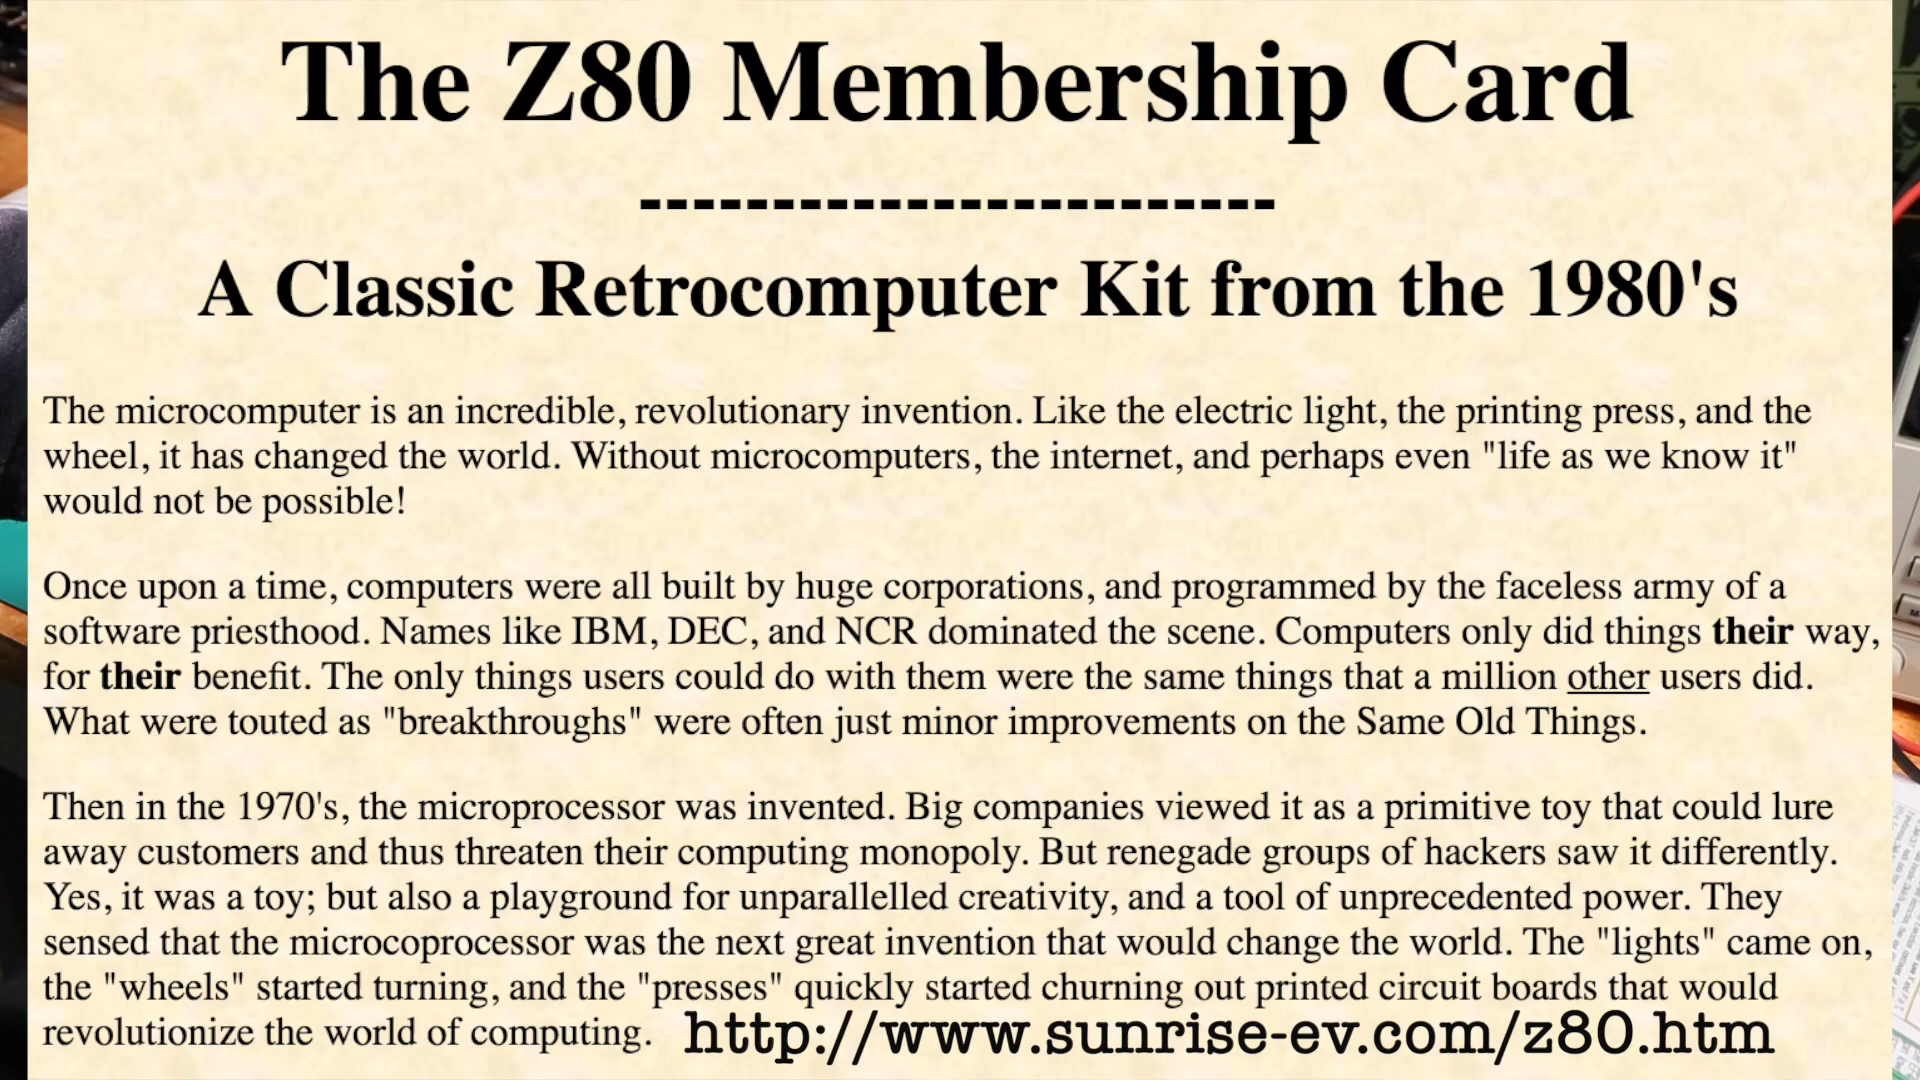 The Z80 Membership Card
------------------------
A Classic Retrocomputer Kit from the 1980's
The microcomputer is an incredible, revolutionary invention. Like the electric light, the printing press, and the
wheel, it has changed the world. Without microcomputers, the internet, and perhaps even "life as we know it"
would not be possible!
Once upon a time, computers were all built by huge corporations, and programmed by the faceless army of a
software priesthood. Names like IBM, DEC, and NCR dominated the scene. Computers only did things their way,
for their benefit. The only things users could do with them were the same things that a million other users did.
What were touted as "breakthroughs" were often just minor improvements on the Same Old Things.
Then in the 1970's, the microprocessor was invented. Big companies viewed it as a primitive toy that could lure
away customers and thus threaten their computing monopoly. But renegade groups of hackers saw it differently.
Yes, it was a toy; but also a playground for unparallelled creativity, and a tool of unprecedented power. They
sensed that the microcoprocessor was the next great invention that would change the world. The "lights" came on,
the "wheels" started turning, and the "presses" quickly started churning out printed circuit boards that would
revolutionize the world of computing. http://www.sunrise-ev.com/z80.htm